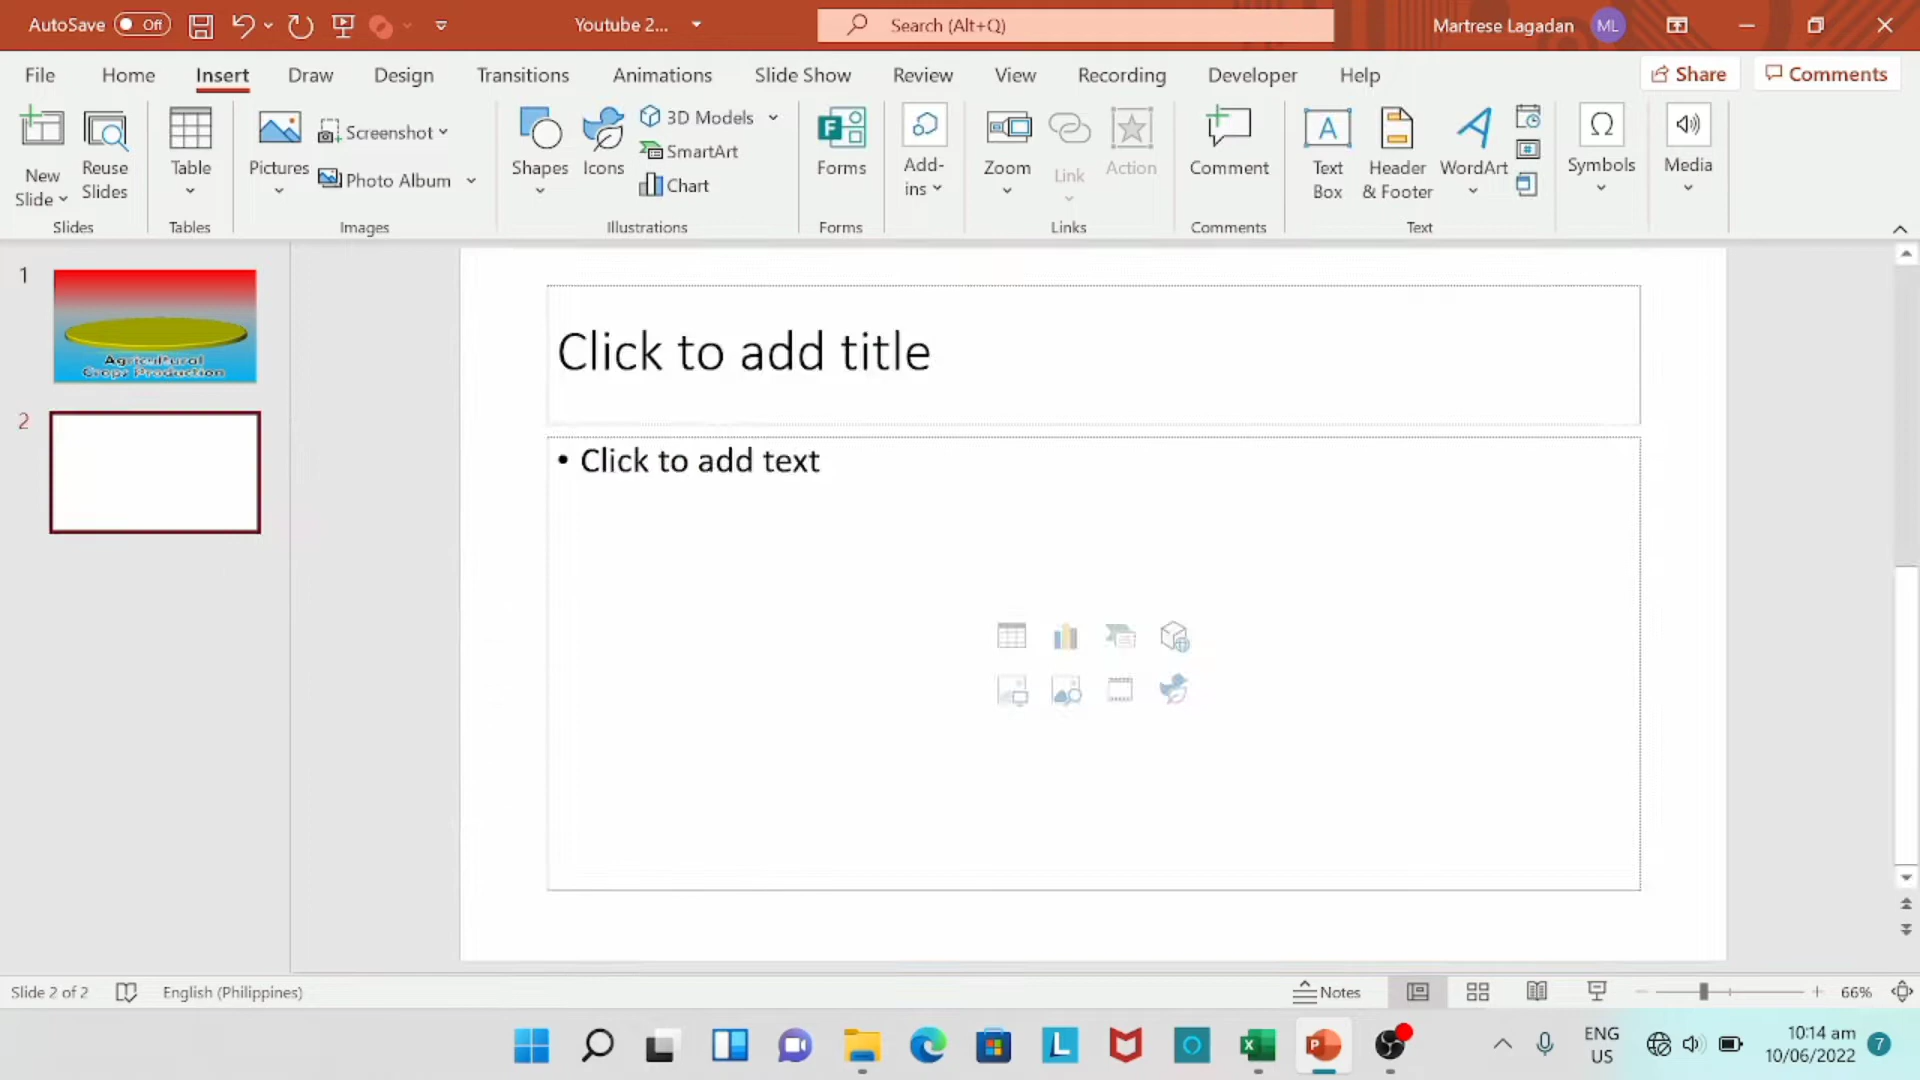 AutoSave Off Youtube 2... Search (Alt+Q) Martrese Lagadan ML
File Home Insert Draw Design Transitions Animations Slide Show Review View Recording Developer Help Share Comments
New Slide Reuse Slides Table Pictures Screenshot Photo Album Shapes Icons 3D Models SmartArt Chart Forms Add-ins Zoom Link Action Comment Text Box Header & Footer WordArt Symbols Media
Slides Tables Images Illustrations Forms Links Comments Text
1
Agricultural
Crops Production
2
Click to add title
• Click to add text
Slide 2 of 2 English (Philippines) Notes 66%
ENG
US
10:14 am
10/06/2022
7